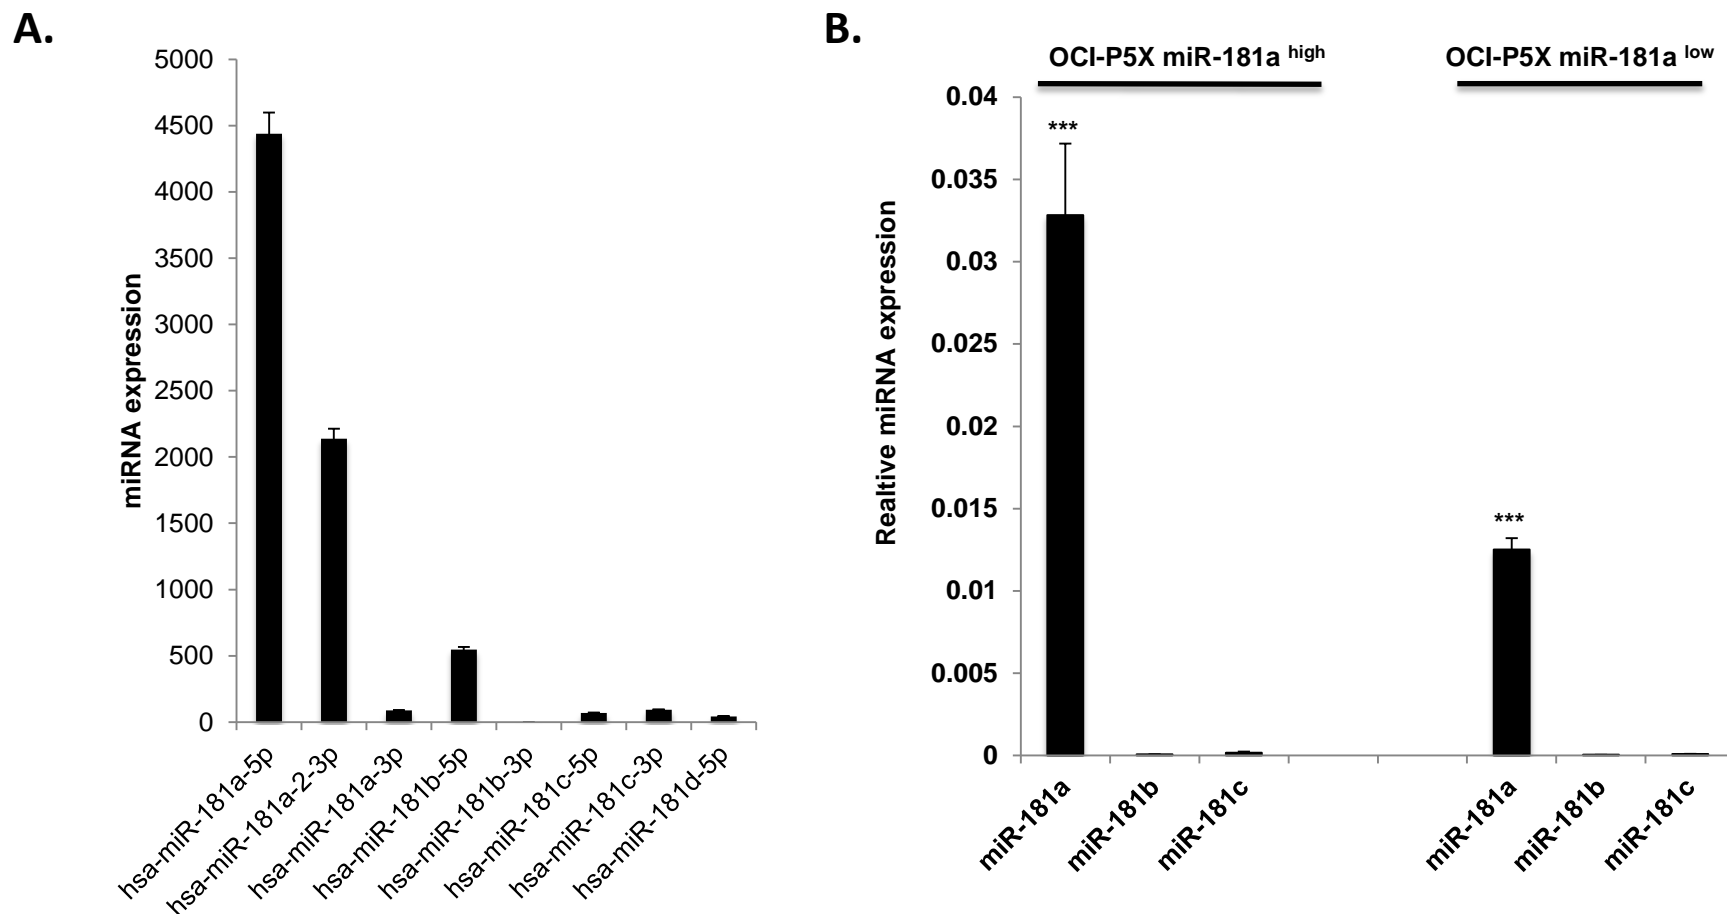 A.
5000
4500
4000
3500
3000
2500
2000
1500
1000
500
0
miRNA expression
hsa-miR-181a-5p
hsa-miR-181a-2-3p
hsa-miR-181a-3p
hsa-miR-181b-5p
hsa-miR-181b-3p
hsa-miR-181c-5p
hsa-miR-181c-3p
hsa-miR-181d-5p
B.
OCI-P5X miR-181a high
OCI-P5X miR-181a low
0.04
0.035
0.03
0.025
0.02
0.015
0.01
0.005
0
Realtive miRNA expression
***
***
miR-181a
miR-181b
miR-181c
miR-181a
miR-181b
miR-181c